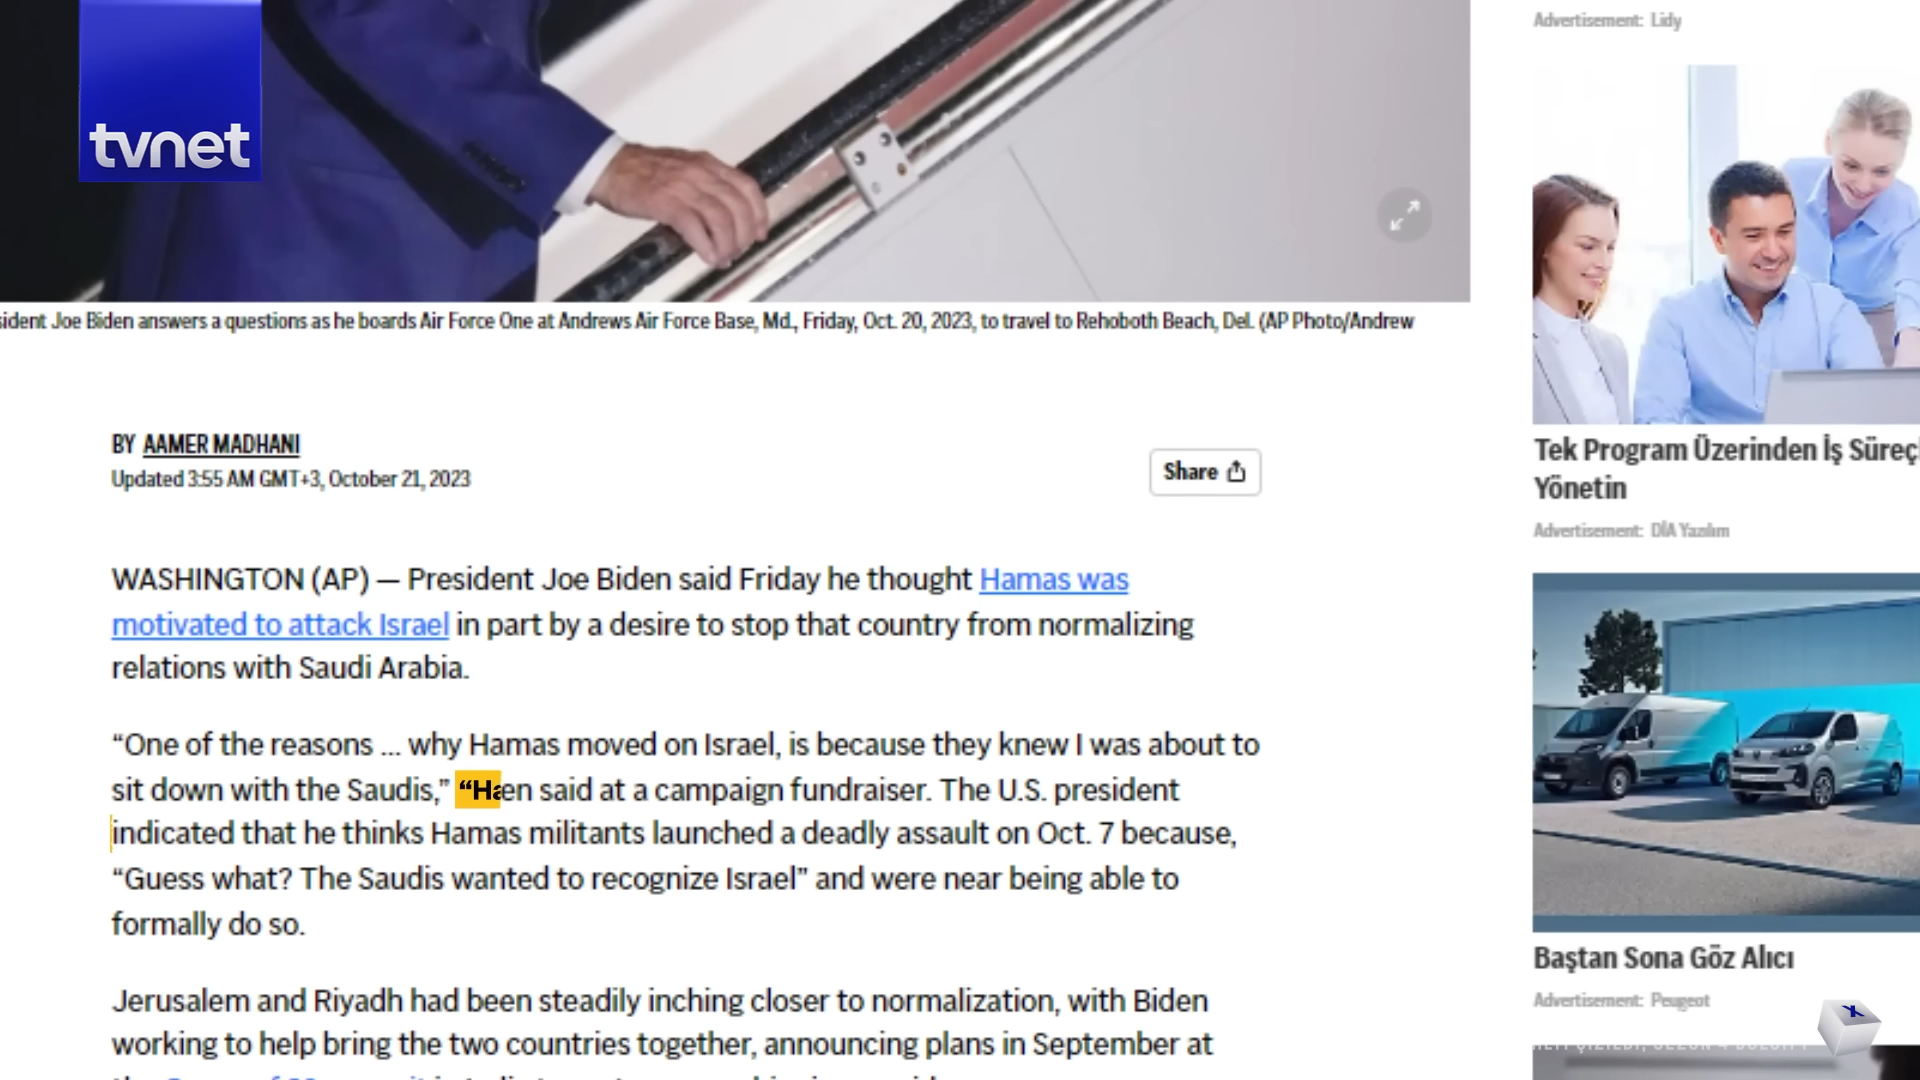 tvnet
Advertisement: Lidy
sident Joe Biden answers a questions as he boards Air Force One at Andrews Air Force Base, Md., Friday, Oct. 20, 2023, to travel to Rehoboth Beach, Del. (AP Photo/Andrew
BY AAMER MADHANI
Updated 3:55 AM GMT+3, October 21, 2023
Share
WASHINGTON (AP) — President Joe Biden said Friday he thought Hamas was
motivated to attack Israel in part by a desire to stop that country from normalizing
relations with Saudi Arabia.
“One of the reasons ... why Hamas moved on Israel, is because they knew I was about to
sit down with the Saudis,” “Haen said at a campaign fundraiser. The U.S. president
indicated that he thinks Hamas militants launched a deadly assault on Oct. 7 because,
“Guess what? The Saudis wanted to recognize Israel” and were near being able to
formally do so.
Jerusalem and Riyadh had been steadily inching closer to normalization, with Biden
working to help bring the two countries together, announcing plans in September at
Tek Program Üzerinden İş Süreçl
Yönetin
Advertisement: DİA Yazılım
Baştan Sona Göz Alıcı
Advertisement: Peugeot